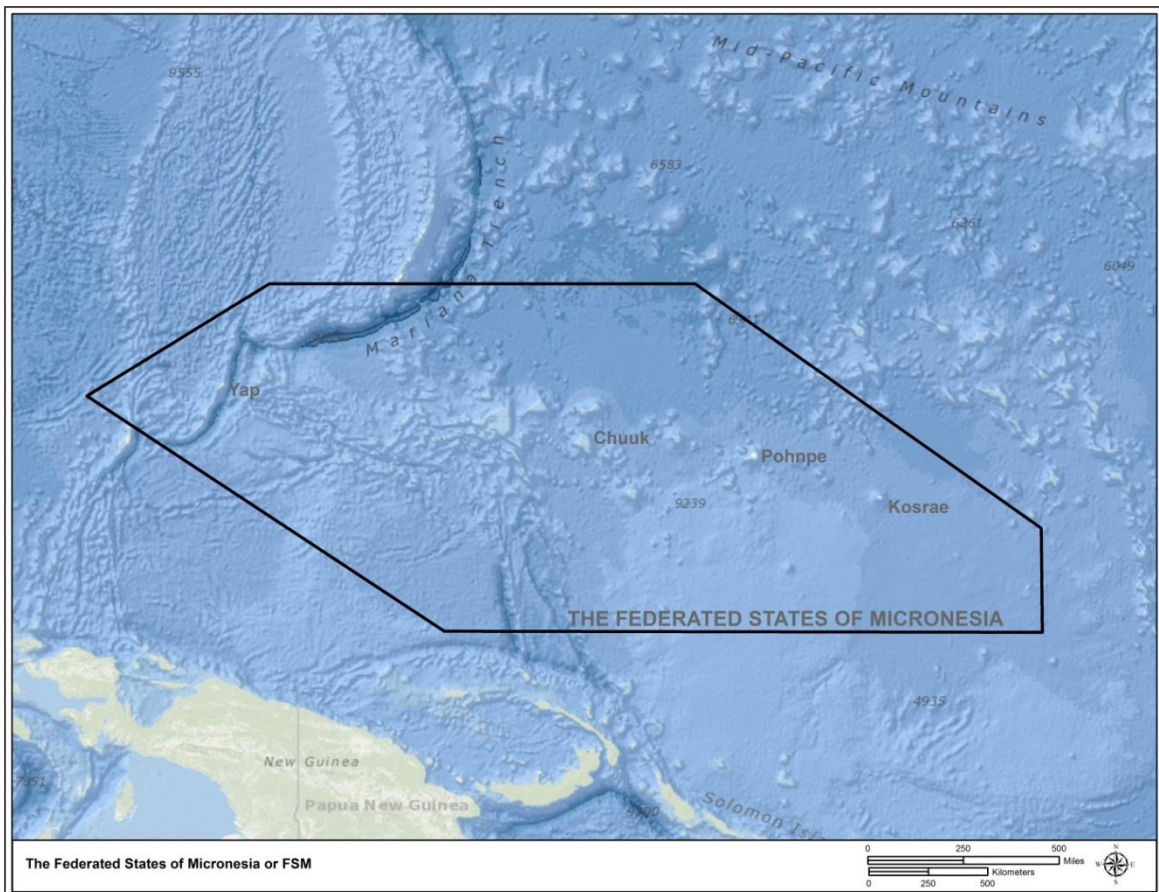 Mid-Pacific Mountains
9555
Mariana Trench
6583
6261
6049
Yap
Chuuk
Pohnpe
9239
Kosrae
THE FEDERATED STATES OF MICRONESIA
4935
New Guinea
Papua New Guinea
Solomon Isl
The Federated States of Micronesia or FSM
0 250 500
Miles
Kilometers
0 250 500
N
W E
S